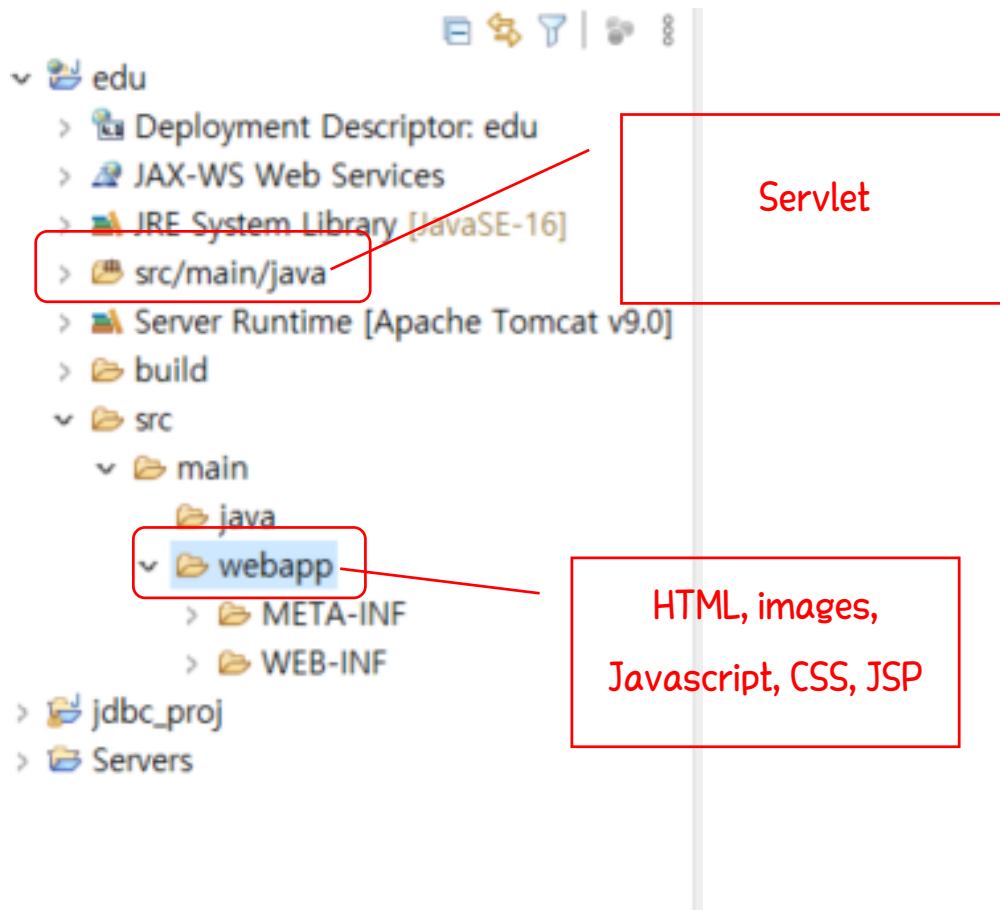 edu
Deployment Descriptor: edu
JAX-WS Web Services
JRE System Library [JavaSE-16]
src/main/java
Server Runtime [Apache Tomcat v9.0]
build
src
main
java
webapp
META-INF
WEB-INF
jdbc_proj
Servers
Servlet
HTML, images,
Javascript, CSS, JSP